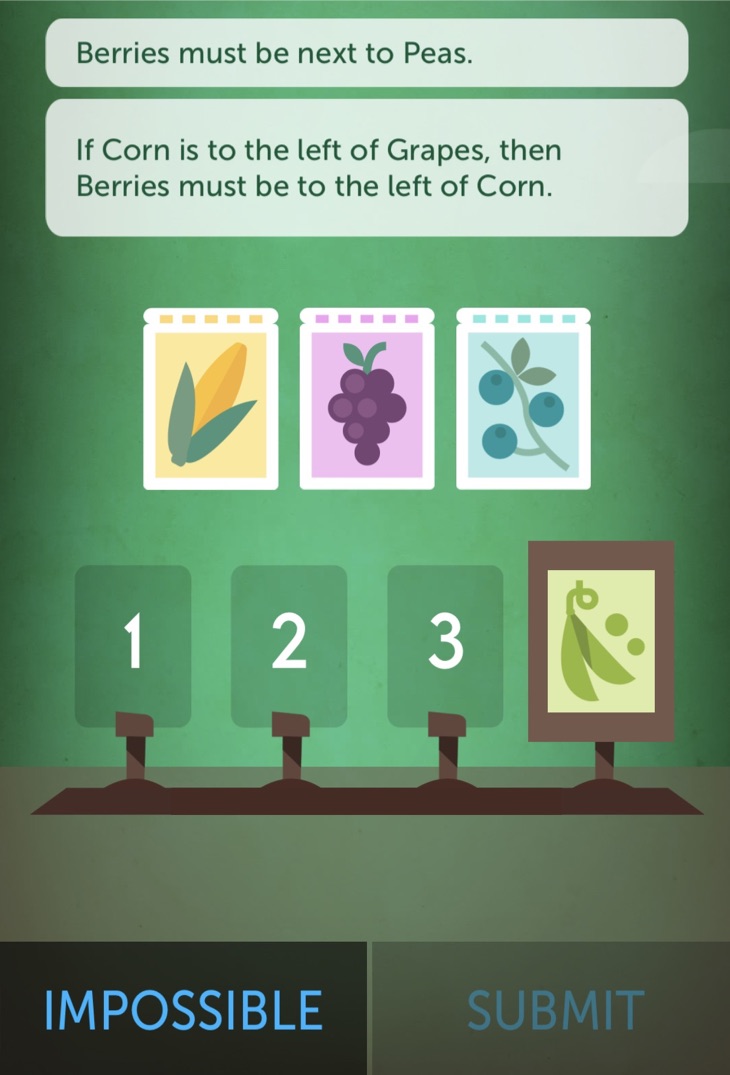 Berries must be next to Peas.
If Corn is to the left of Grapes, then
Berries must be to the left of Corn.
1 2 3
IMPOSSIBLE SUBMIT